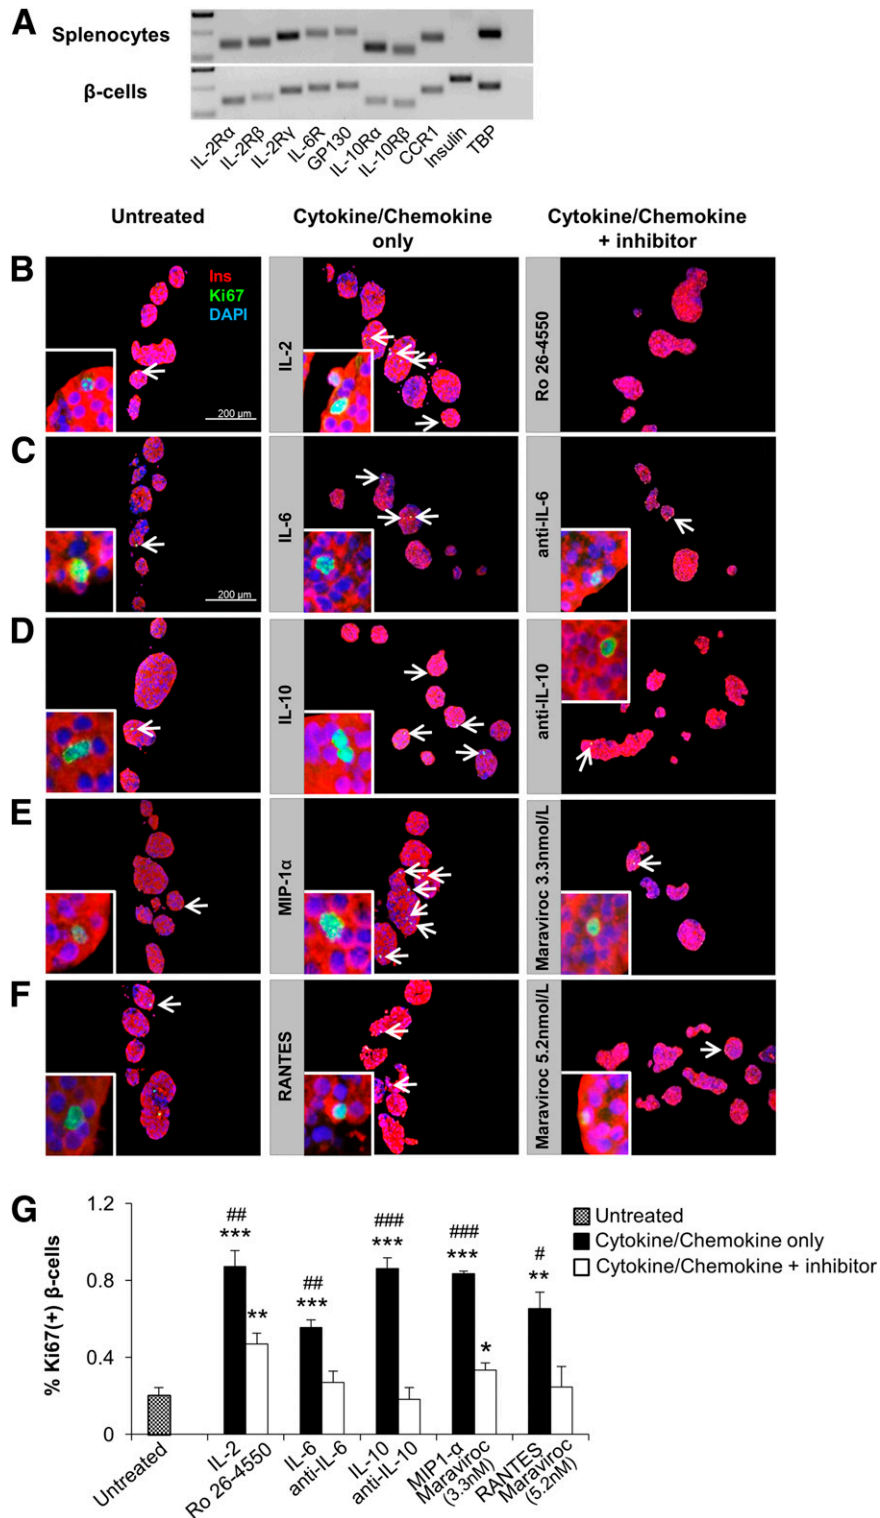 A
Splenocytes
β-cells
IL-2Rα
IL-2Rβ
IL-2Rγ
IL-6R
GP130
IL-10Rα
IL-10Rβ
CCR1
Insulin
TBP
Untreated
Cytokine/Chemokine
only
Cytokine/Chemokine
+ inhibitor
B
Ins
Ki67
DAPI
200 µm
IL-2
Ro 26-4550
C
200 µm
IL-6
anti-IL-6
D
IL-10
anti-IL-10
E
MIP-1α
Maraviroc 3.3nmol/L
F
RANTES
Maraviroc 5.2nmol/L
G
% Ki67(+) β-cells
1.2
0.8
0.4
0
##
***
**
##
***
###
***
###
***
*
#
**
Untreated
Cytokine/Chemokine only
Cytokine/Chemokine + inhibitor
Untreated
IL-2
Ro 26-4550
IL-6
anti-IL-6
IL-10
anti-IL-10
MIP1-α
Maraviroc
(3.3nM)
RANTES
Maraviroc
(5.2nM)